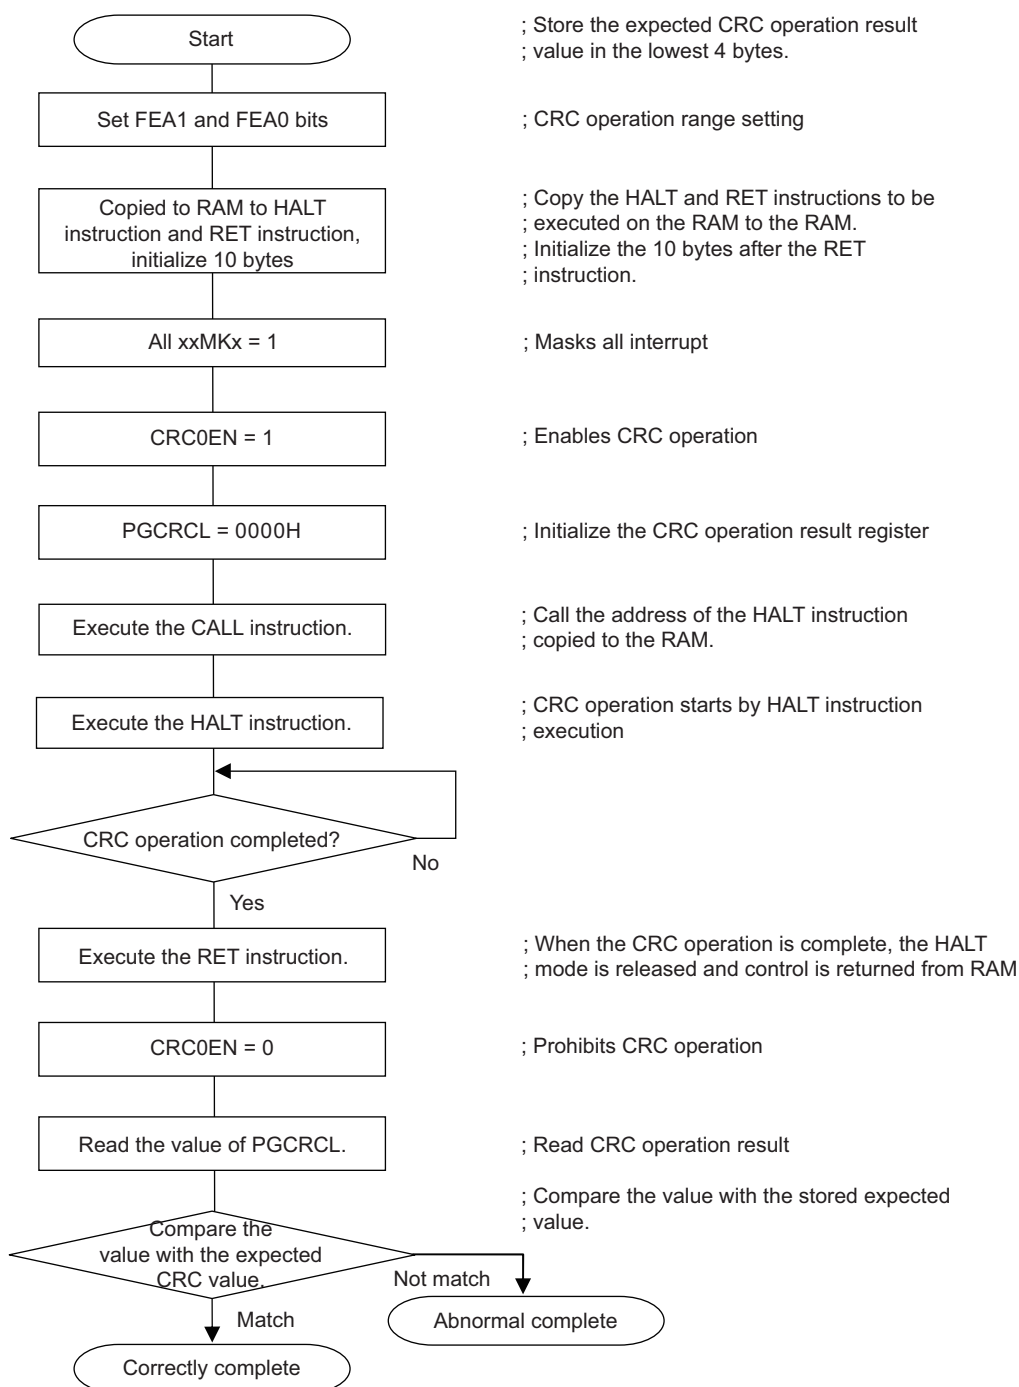 Start
; Store the expected CRC operation result
; value in the lowest 4 bytes.
Set FEA1 and FEA0 bits
; CRC operation range setting
Copied to RAM to HALT
instruction and RET instruction,
initialize 10 bytes
; Copy the HALT and RET instructions to be
; executed on the RAM to the RAM.
; Initialize the 10 bytes after the RET
; instruction.
All xxMKx = 1
; Masks all interrupt
CRC0EN = 1
; Enables CRC operation
PGCRCL = 0000H
; Initialize the CRC operation result register
Execute the CALL instruction.
; Call the address of the HALT instruction
; copied to the RAM.
Execute the HALT instruction.
; CRC operation starts by HALT instruction
; execution
CRC operation completed?
No
Yes
Execute the RET instruction.
; When the CRC operation is complete, the HALT
; mode is released and control is returned from RAM
CRC0EN = 0
; Prohibits CRC operation
Read the value of PGCRCL.
; Read CRC operation result
; Compare the value with the stored expected
; value.
Compare the
value with the expected
CRC value.
Not match
Match
Abnormal complete
Correctly complete